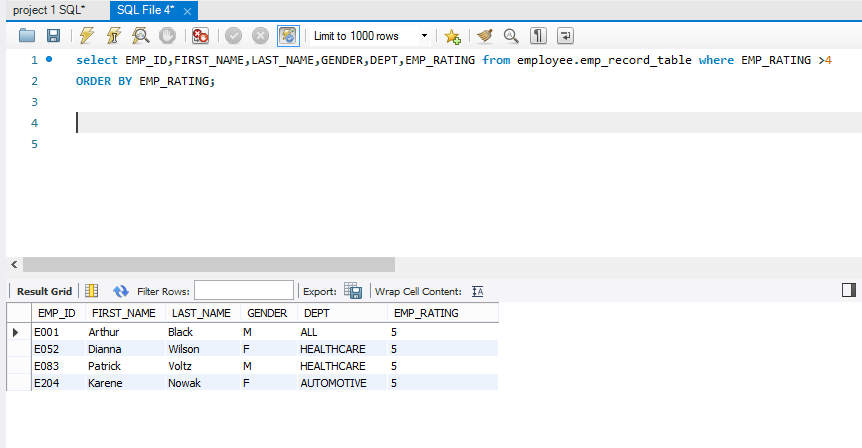 project 1 SQL* SQL File 4*
Limit to 1000 rows
1 select EMP_ID,FIRST_NAME,LAST_NAME,GENDER,DEPT,EMP_RATING from employee.emp_record_table where EMP_RATING >4
2 ORDER BY EMP_RATING;
3
4
5
Result Grid Filter Rows: Export: Wrap Cell Content:
EMP_ID FIRST_NAME LAST_NAME GENDER DEPT EMP_RATING
E001 Arthur Black M ALL 5
E052 Dianna Wilson F HEALTHCARE 5
E083 Patrick Voltz M HEALTHCARE 5
E204 Karene Nowak F AUTOMOTIVE 5